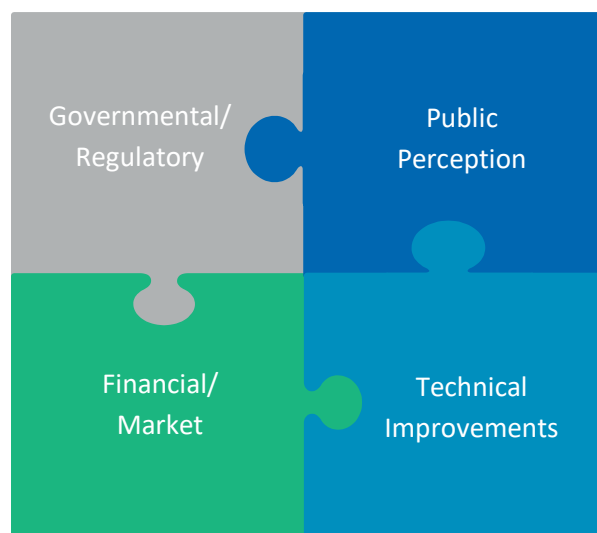 Governmental/
Regulatory
Public
Perception
Financial/
Market
Technical
Improvements